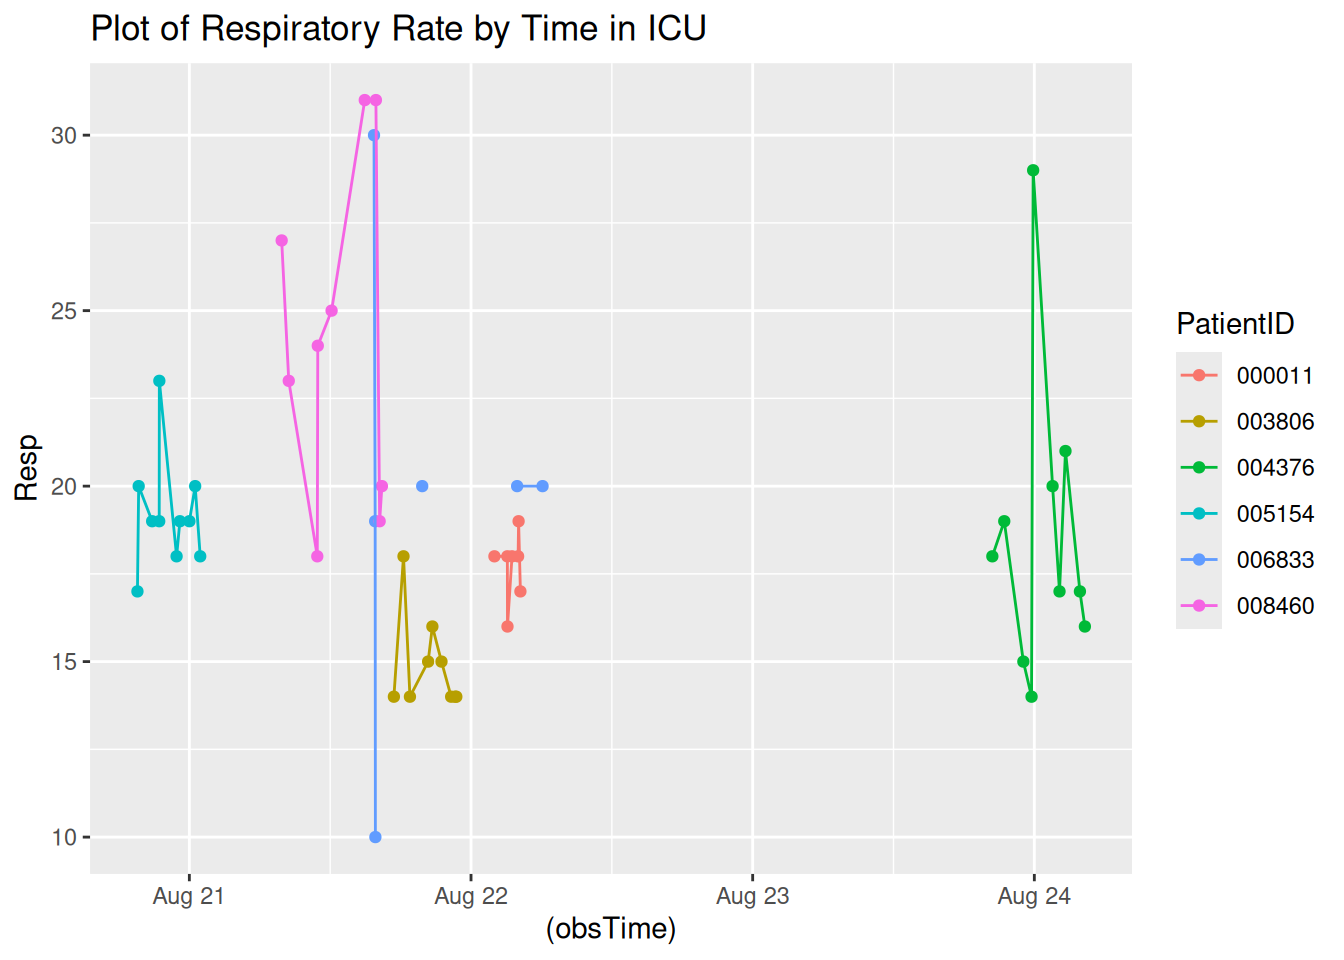 Plot of Respiratory Rate by Time in ICU
30
25
20
15
10
Resp
Aug 21
Aug 22
Aug 23
Aug 24
(obsTime)
PatientID
000011
003806
004376
005154
006833
008460